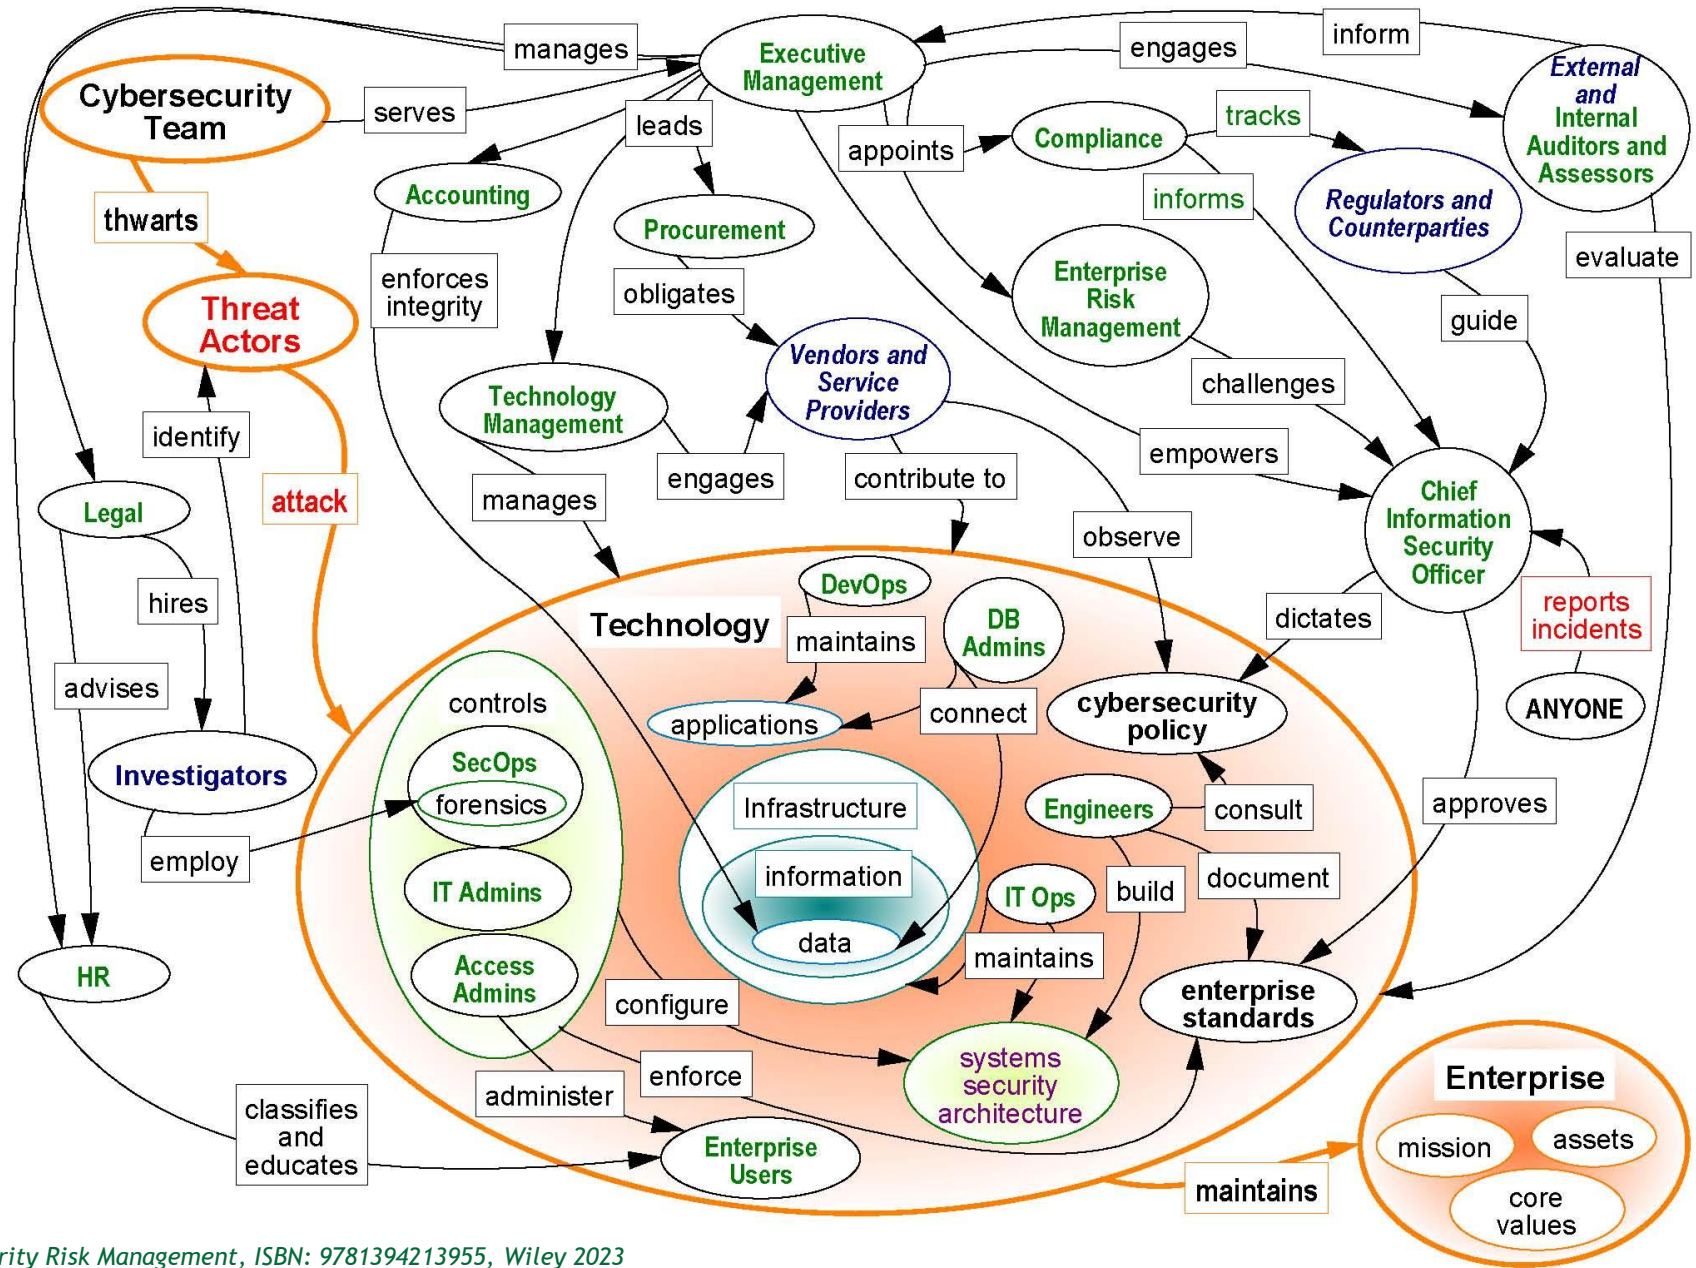 manages
Executive
Management
engages
inform
External
and
Internal
Auditors and
Assessors
Cybersecurity
Team
serves
leads
appoints
Compliance
tracks
thwarts
Accounting
Procurement
informs
Regulators and
Counterparties
evaluate
enforces
integrity
obligates
Enterprise
Risk
Management
guide
Threat
Actors
Vendors and
Service
Providers
challenges
Technology
Management
identify
engages
contribute to
empowers
attack
manages
Legal
observe
Chief
Information
Security
Officer
hires
DevOps
Technology
maintains
DB
Admins
dictates
reports
incidents
advises
controls
applications
connect
cybersecurity
policy
ANYONE
Investigators
SecOps
forensics
Infrastructure
Engineers
consult
approves
employ
IT Admins
information
IT Ops
build
document
data
HR
Access
Admins
maintains
configure
enterprise
standards
systems
security
architecture
enforce
administer
Enterprise
classifies
and
educates
Enterprise
Users
mission
assets
maintains
core
values
rity Risk Management, ISBN: 9781394213955, Wiley 2023